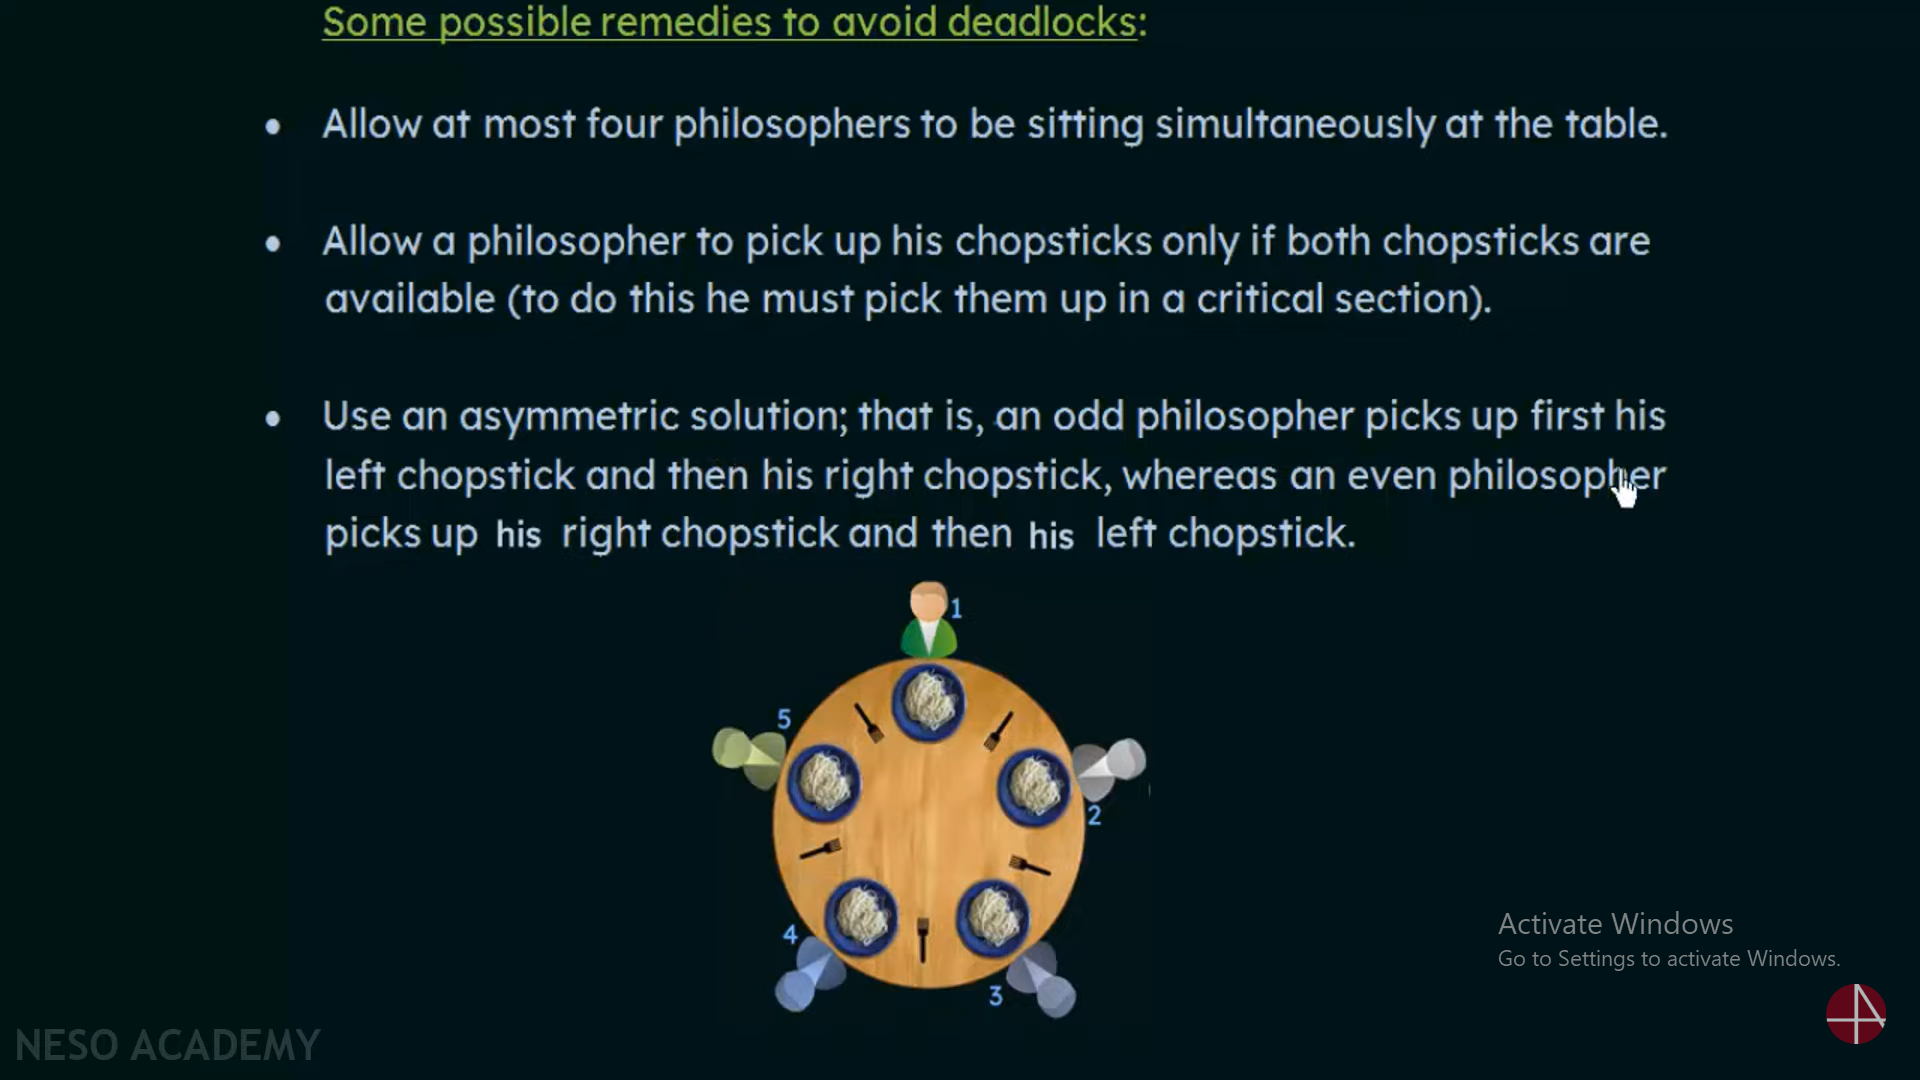 Some possible remedies to avoid deadlocks:
• Allow at most four philosophers to be sitting simultaneously at the table.
• Allow a philosopher to pick up his chopsticks only if both chopsticks are
available (to do this he must pick them up in a critical section).
• Use an asymmetric solution; that is, an odd philosopher picks up first his
left chopstick and then his right chopstick, whereas an even philosopher
picks up his right chopstick and then his left chopstick.
1
5
2
4
3
Activate Windows
Go to Settings to activate Windows.
NESO ACADEMY